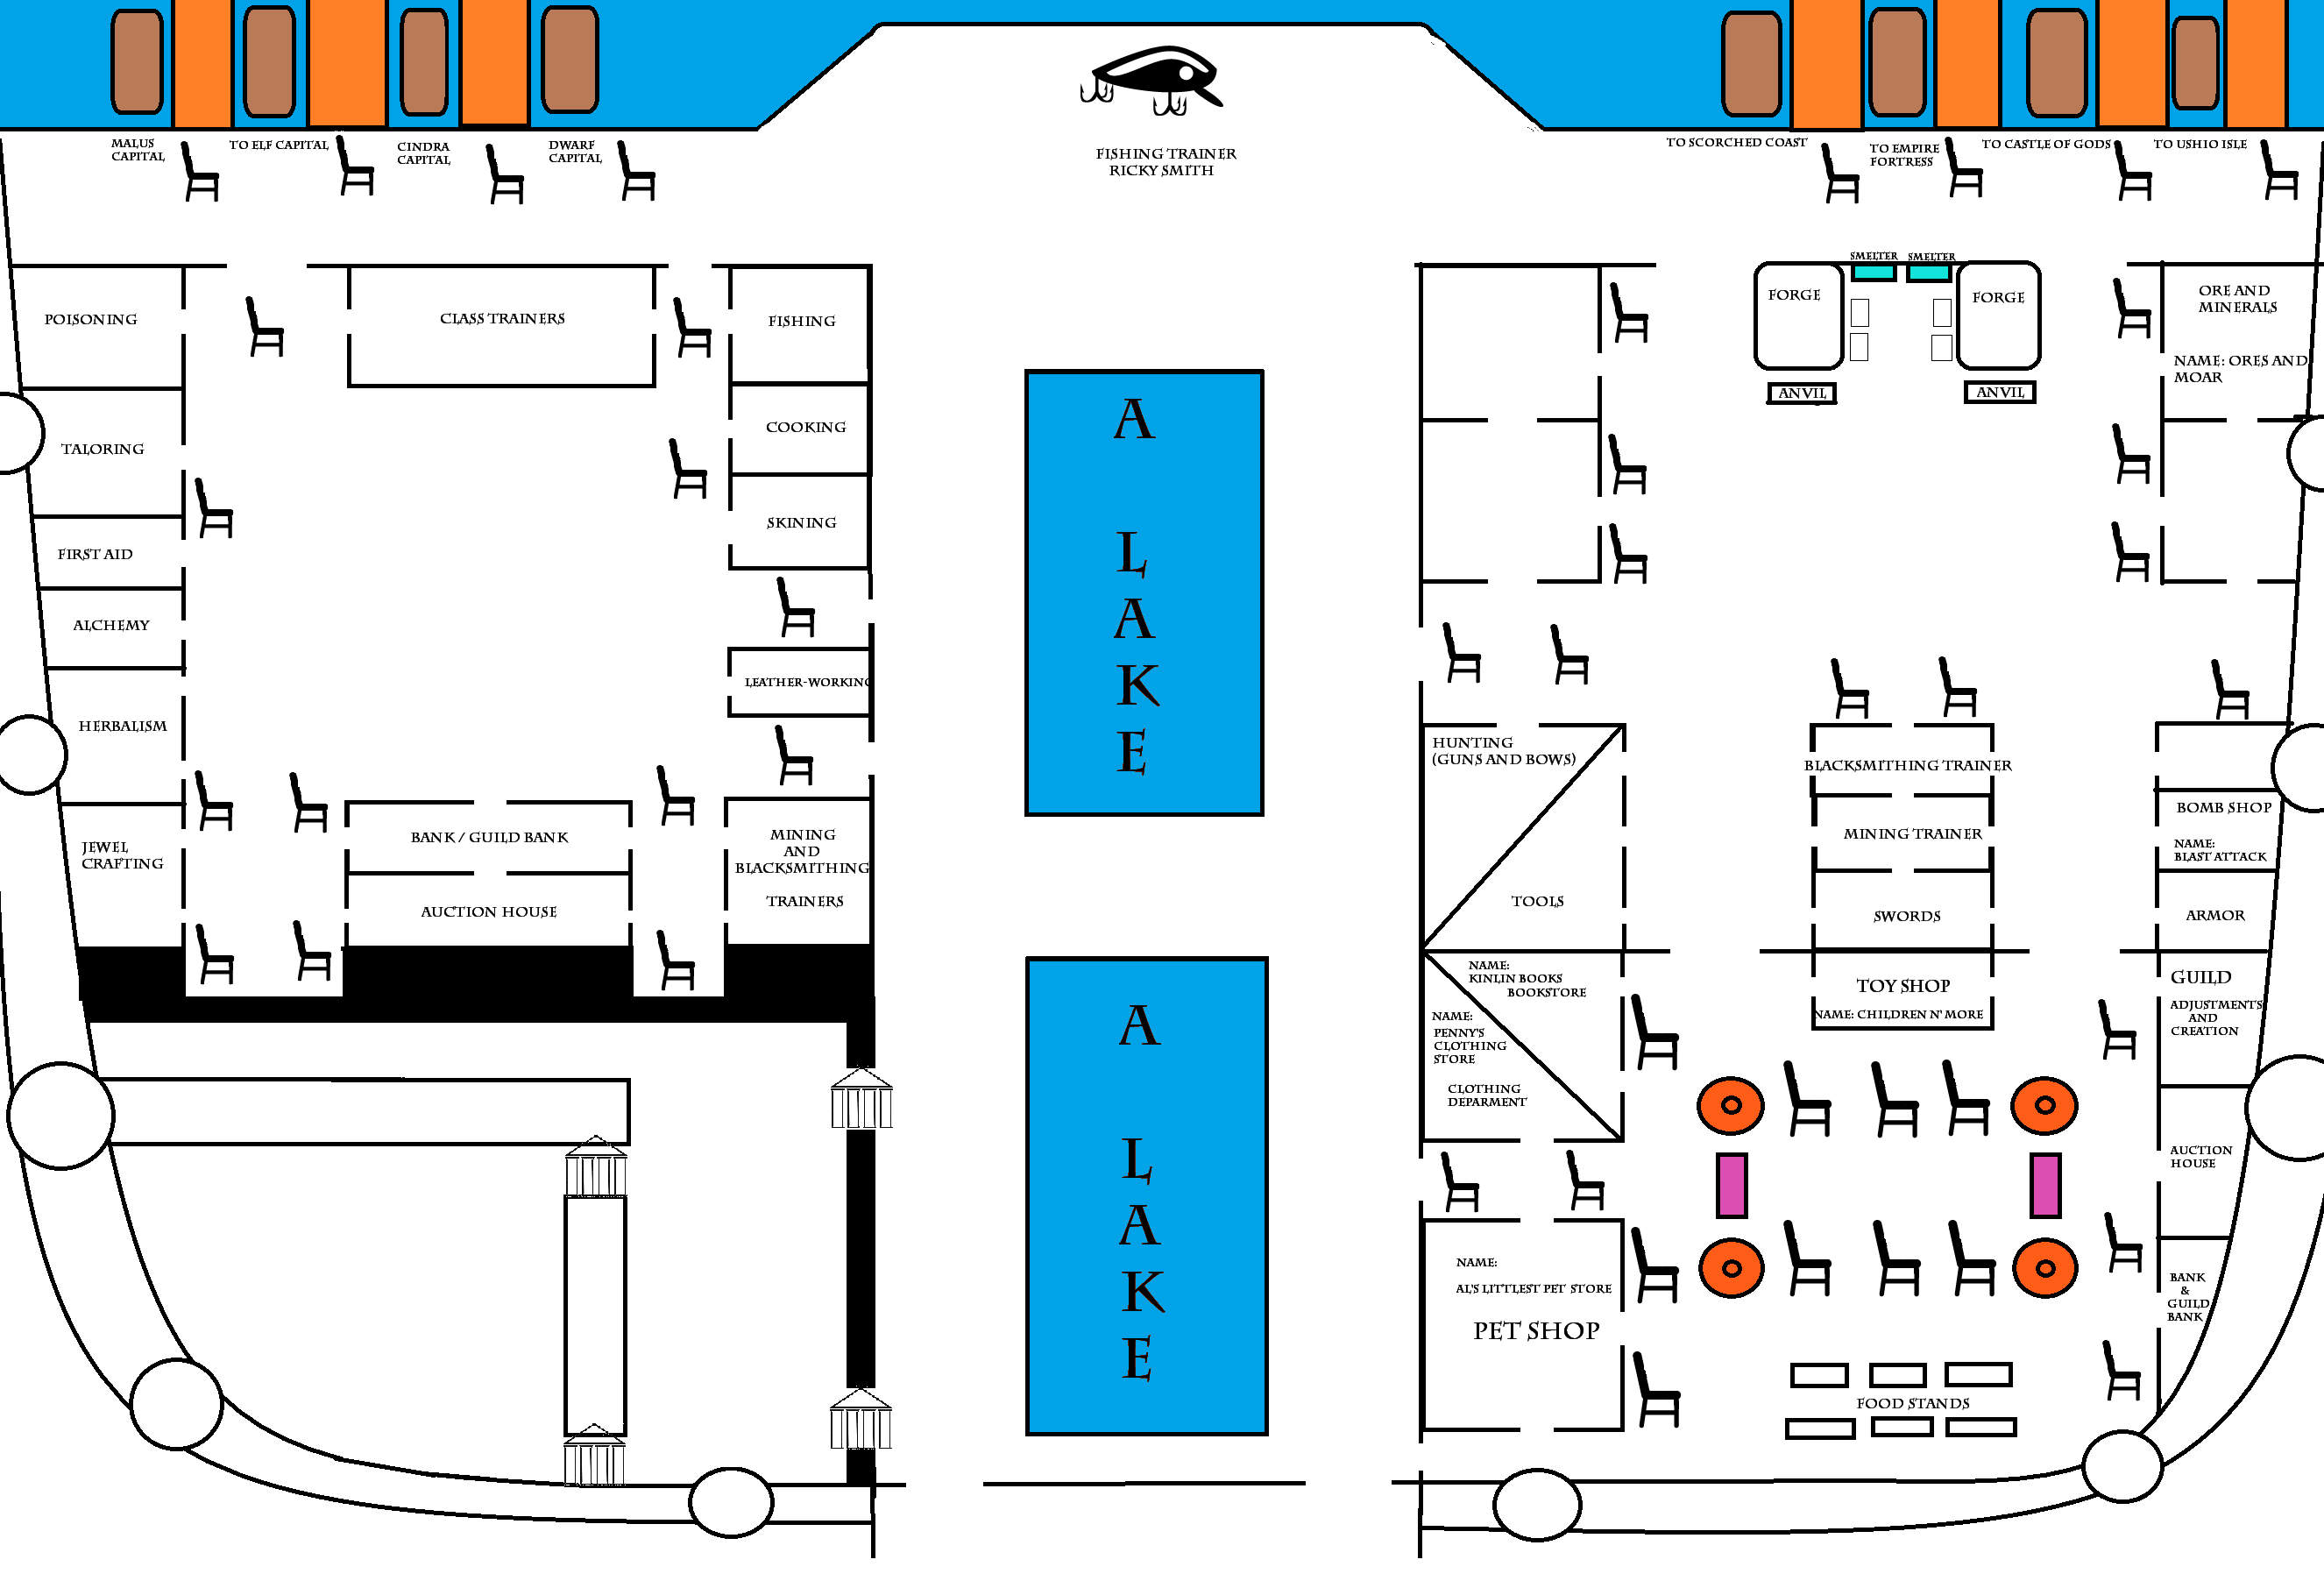 MALUS
CAPITAL
TO ELF CAPITAL
CINDRA
CAPITAL
DWARF
CAPITAL
FISHING TRAINER
RICKY SMITH
TO SCORCHED COAST
TO EMPIRE
FORTRESS
TO CASTLE OF GODS
TO USHIO ISLE
POISONING
TALORING
FIRST AID
ALCHEMY
HERBALISM
JEWEL
CRAFTING
CLASS TRAINERS
BANK / GUILD BANK
AUCTION HOUSE
FISHING
COOKING
SKINING
LEATHER-WORKING
MINING
AND
BLACKSMITHING
TRAINERS
A
L
A
K
E
A
L
A
K
E
SMELTER
SMELTER
FORGE
FORGE
ANVIL
ANVIL
ORE AND
MINERALS
NAME: ORES AND
MOAR
HUNTING
(GUNS AND BOWS)
TOOLS
BLACKSMITHING TRAINER
MINING TRAINER
SWORDS
TOY SHOP
NAME: CHILDREN N' MORE
BOMB SHOP
NAME:
BLAST ATTACK
ARMOR
GUILD
ADJUSTMENTS
AND
CREATION
AUCTION
HOUSE
BANK
&
GUILD
BANK
NAME:
KINLIN BOOKS
BOOKSTORE
NAME:
PENNY'S
CLOTHING
STORE
CLOTHING
DEPARMENT
NAME:
AL'S LITTLEST PET STORE
PET SHOP
FOOD STANDS